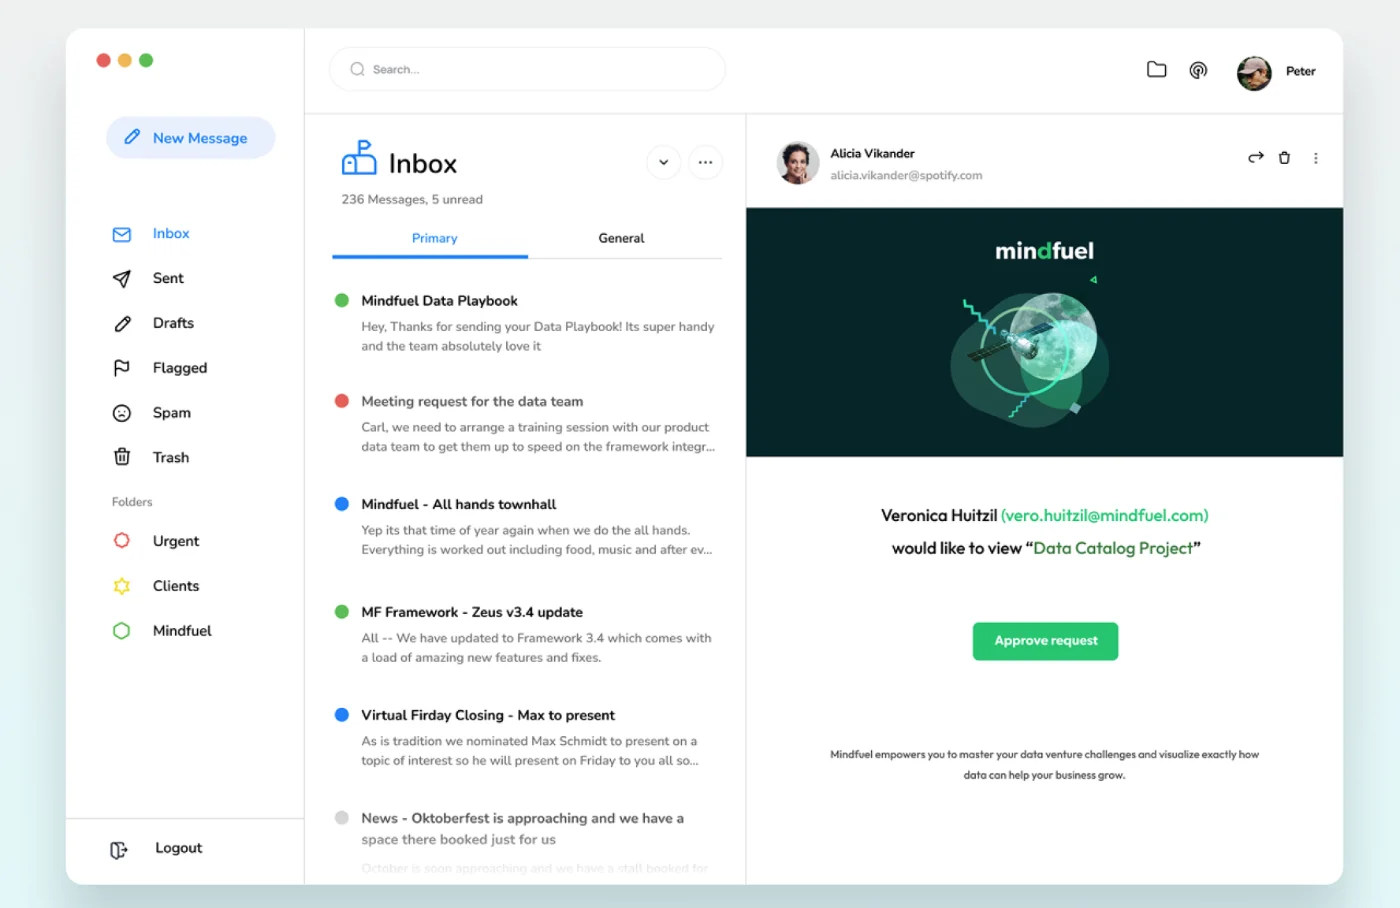 Search...
Peter
New Message
Inbox
Sent
Drafts
Flagged
Spam
Trash
Folders
Urgent
Clients
Mindfuel
Logout
Inbox
236 Messages, 5 unread
Primary
General
Mindfuel Data Playbook
Hey, Thanks for sending your Data Playbook! Its super handy
and the team absolutely love it
Meeting request for the data team
Carl, we need to arrange a training session with our product
data team to get them up to speed on the framework integr...
Mindfuel - All hands townhall
Yep its that time of year again when we do the all hands.
Everything is worked out including food, music and after ev...
MF Framework - Zeus v3.4 update
All -- We have updated to Framework 3.4 which comes with
a load of amazing new features and fixes.
Virtual Firday Closing - Max to present
As is tradition we nominated Max Schmidt to present on a
topic of interest so he will present on Friday to you all so...
News - Oktoberfest is approaching and we have a
space there booked just for us
October is soon approaching and we have a stall booked for
Alicia Vikander
alicia.vikander@spotify.com
mindfuel
Veronica Huitzil (vero.huitzil@mindfuel.com)
would like to view “Data Catalog Project”
Approve request
Mindfuel empowers you to master your data venture challenges and visualize exactly how
data can help your business grow.